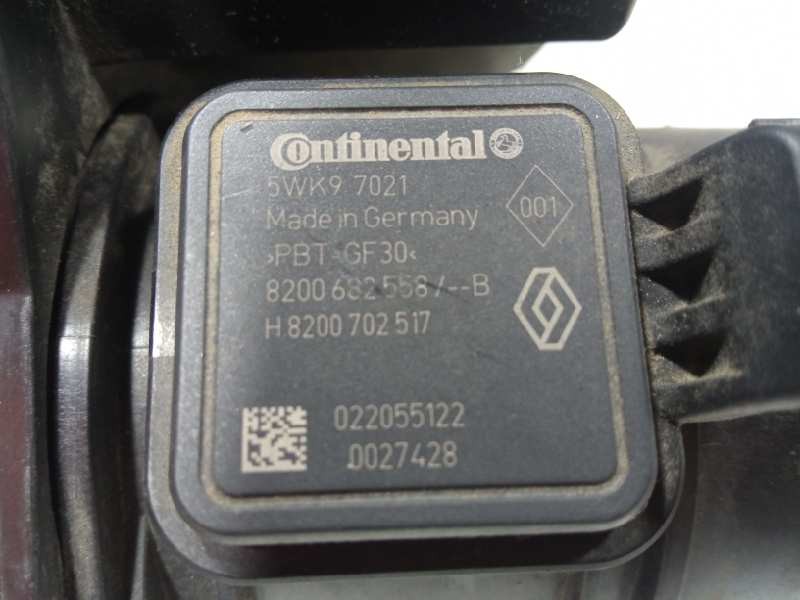 Continental
5WK9 7021
Made in Germany
001
>PBT-GF30<
8200 682 558 /--B
H 8200 702 517
022055122
0027428